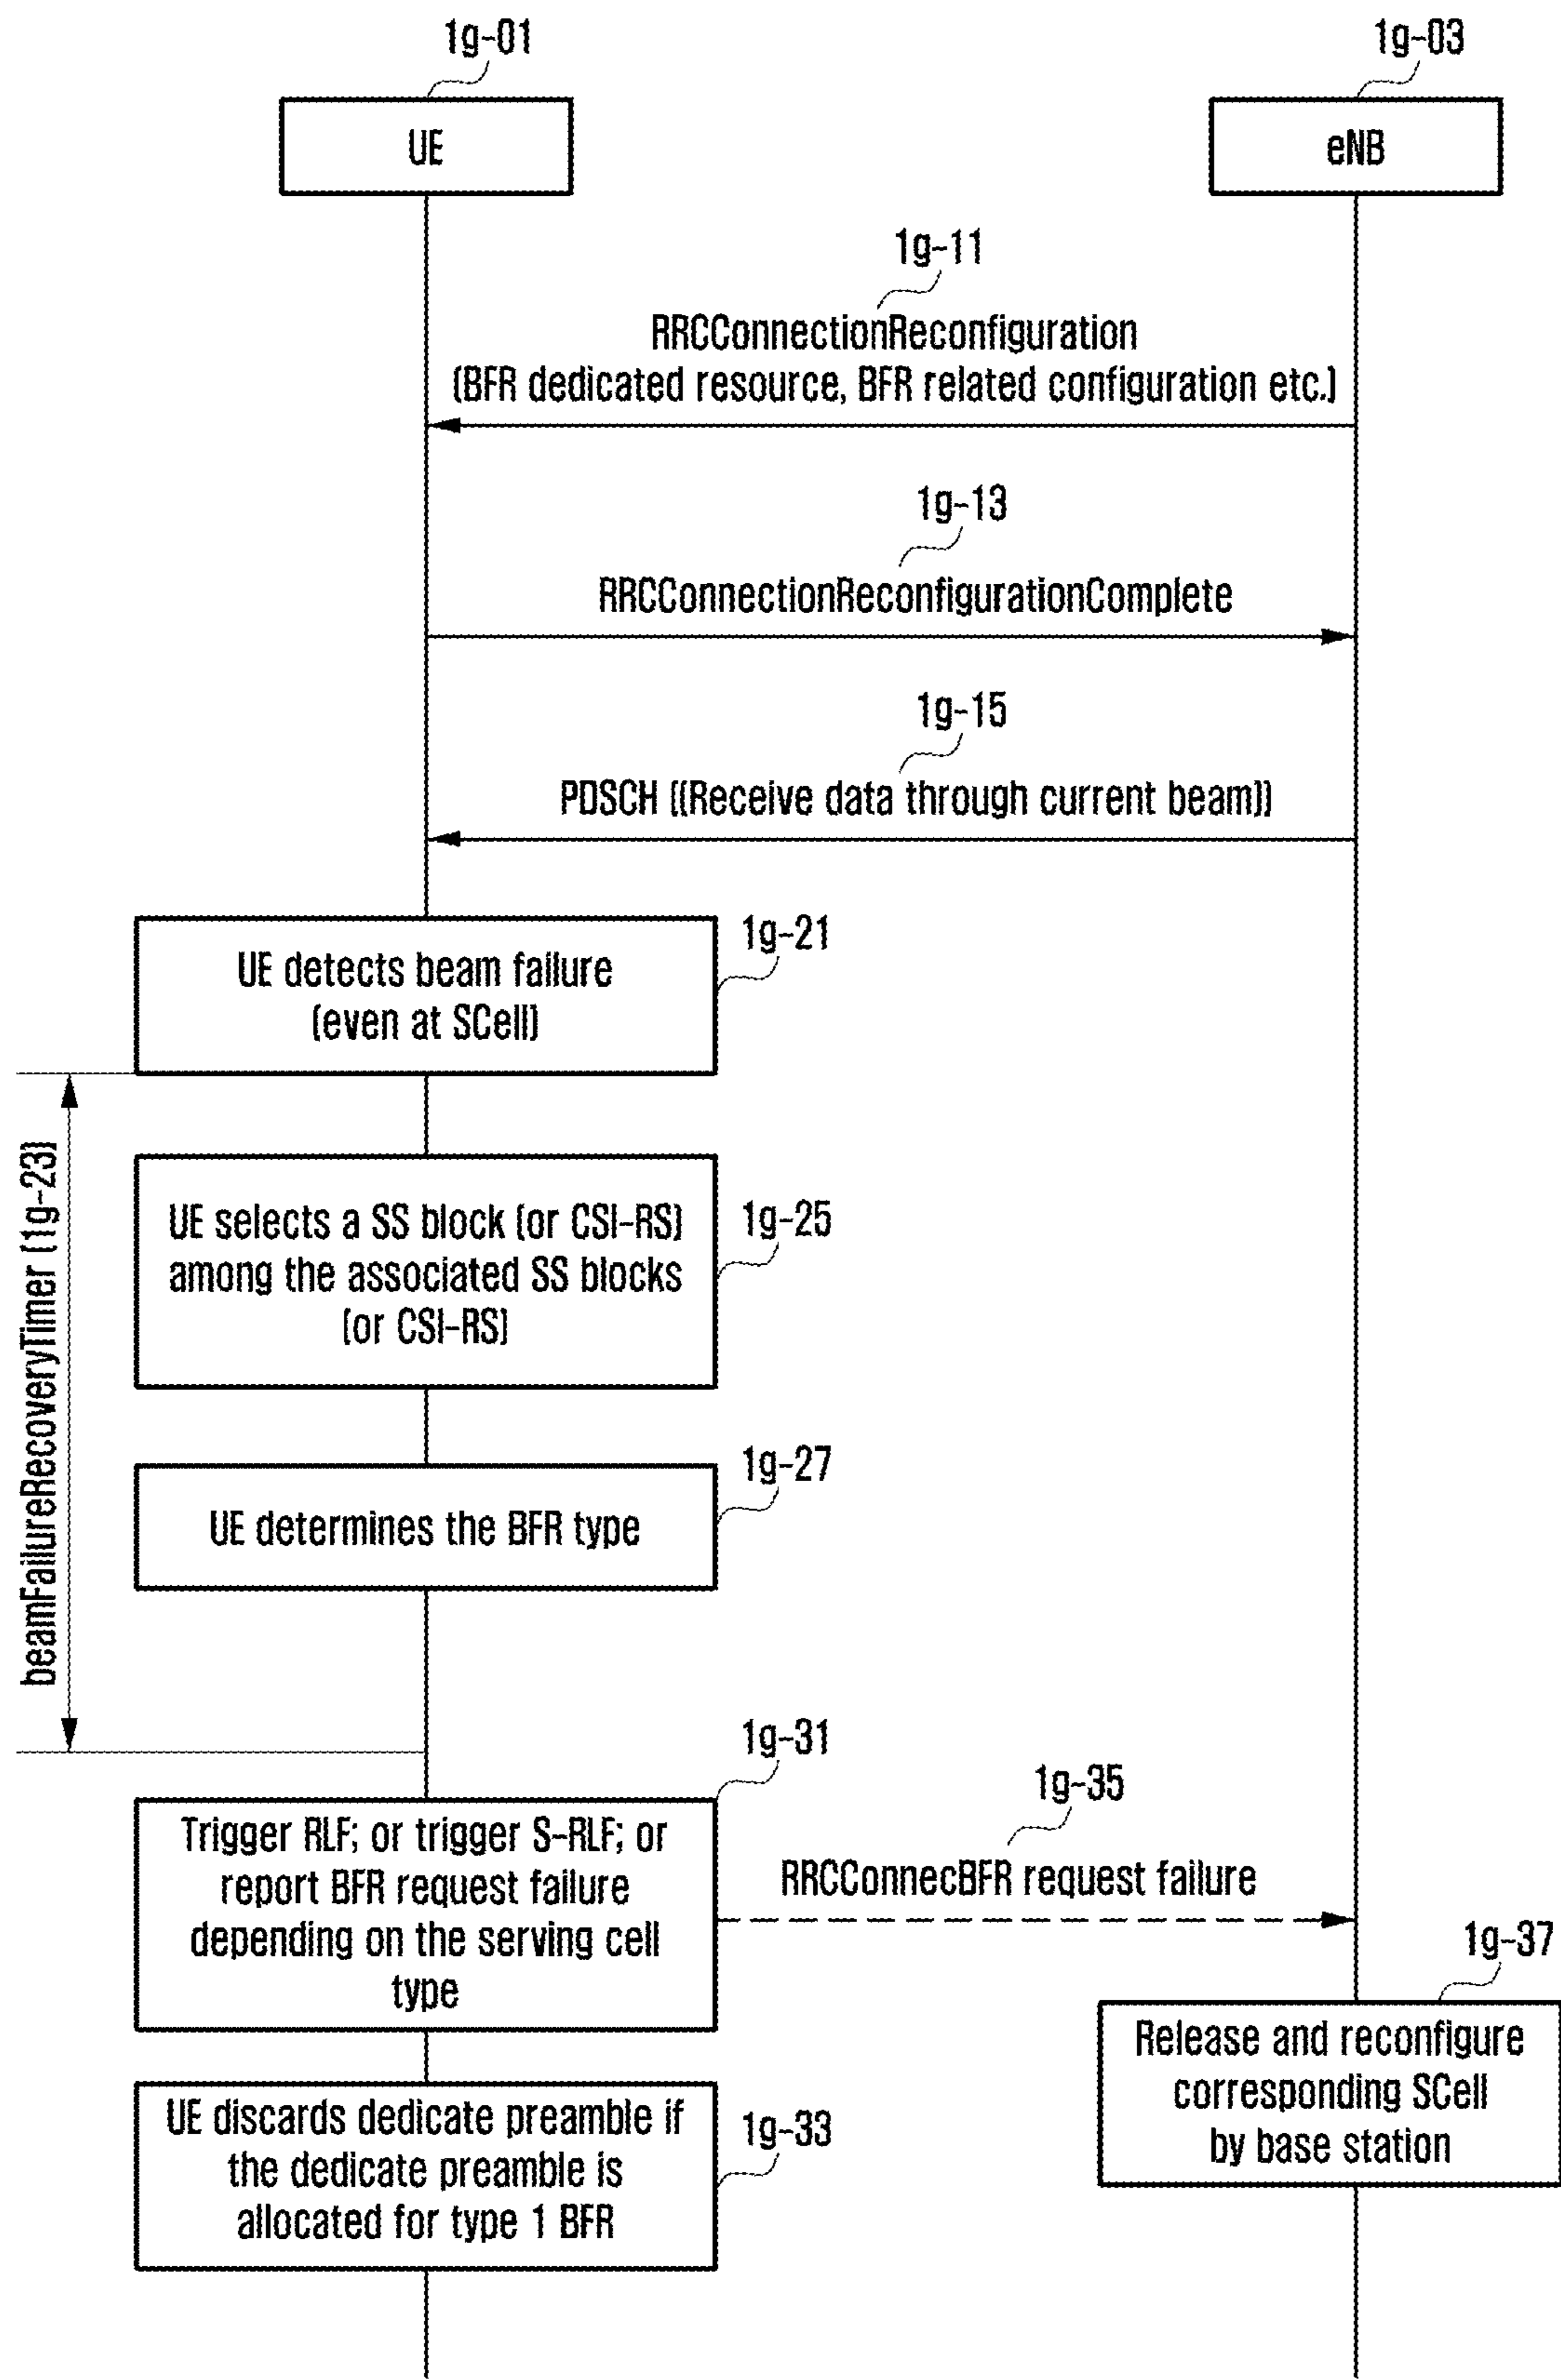 1g-01
1g-03
UE
eNB
1g-11
RRCConnectionReconfiguration
(BFR dedicated resource, BFR related configuration etc.)
1g-13
RRCConnectionReconfigurationComplete
1g-15
PDSCH ((Receive data through current beam))
1g-21
UE detects beam failure
(even at SCell)
beamFailureRecoveryTimer (1g-23)
1g-25
UE selects a SS block (or CSI-RS)
among the associated SS blocks
(or CSI-RS)
1g-27
UE determines the BFR type
1g-31
Trigger RLF; or trigger S-RLF; or
report BFR request failure
depending on the serving cell
type
1g-35
RRCConnecBFR request failure
1g-37
Release and reconfigure
corresponding SCell
by base station
1g-33
UE discards dedicate preamble if
the dedicate preamble is
allocated for type 1 BFR